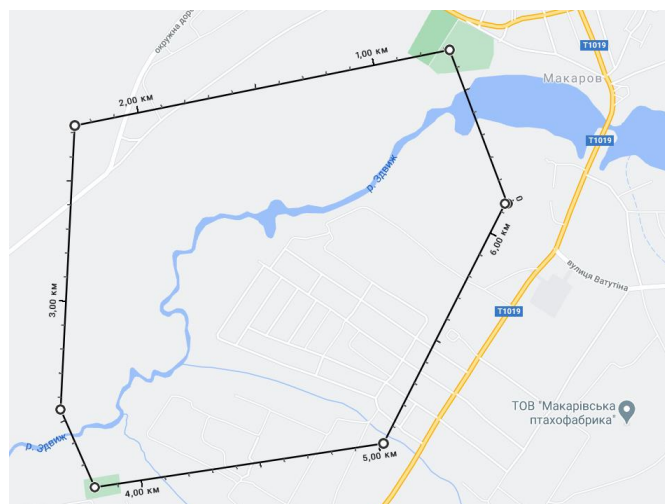 окружна доро
T1019
1,00 км
Макаров
2,00 км
T1019
р. Здвиж
0
6,00 км
вулиця Ватутіна
3,00 км
T1019
ТОВ "Макарівська
птахофабрика"
р. Здвиж
5,00 км
4,00 км